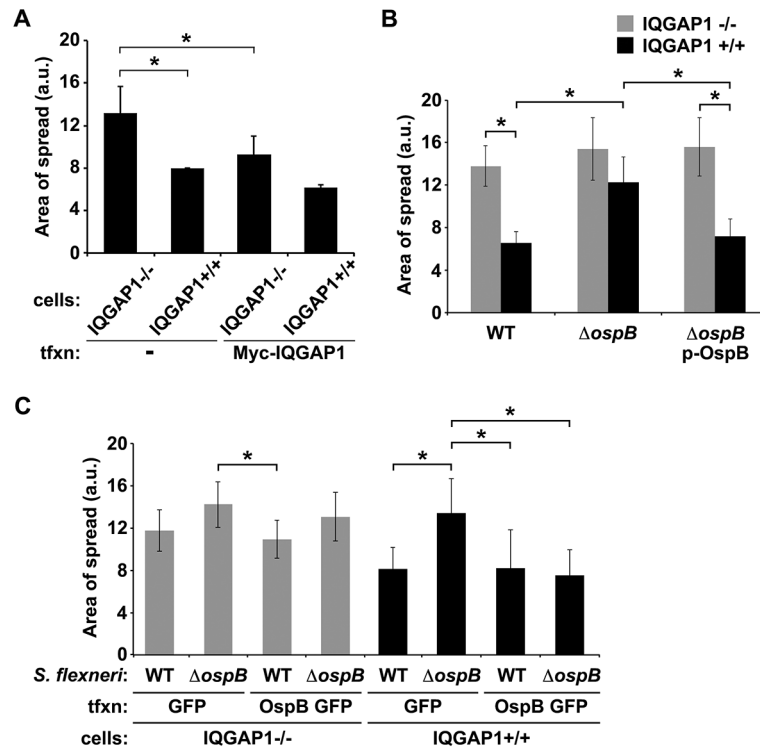 A
20
16
12
8
4
0
Area of spread (a.u.)
* *
cells: IQGAP1-/- IQGAP1+/+ IQGAP1-/- IQGAP1+/+
tfxn: - Myc-IQGAP1
B
IQGAP1 -/-
IQGAP1 +/+
20
16
12
8
4
0
Area of spread (a.u.)
* * * *
WT ΔospB ΔospB
p-OspB
C
20
16
12
8
4
0
Area of spread (a.u.)
* * * *
S. flexneri: WT ΔospB WT ΔospB WT ΔospB WT ΔospB
tfxn: GFP OspB GFP GFP OspB GFP
cells: IQGAP1-/- IQGAP1+/+